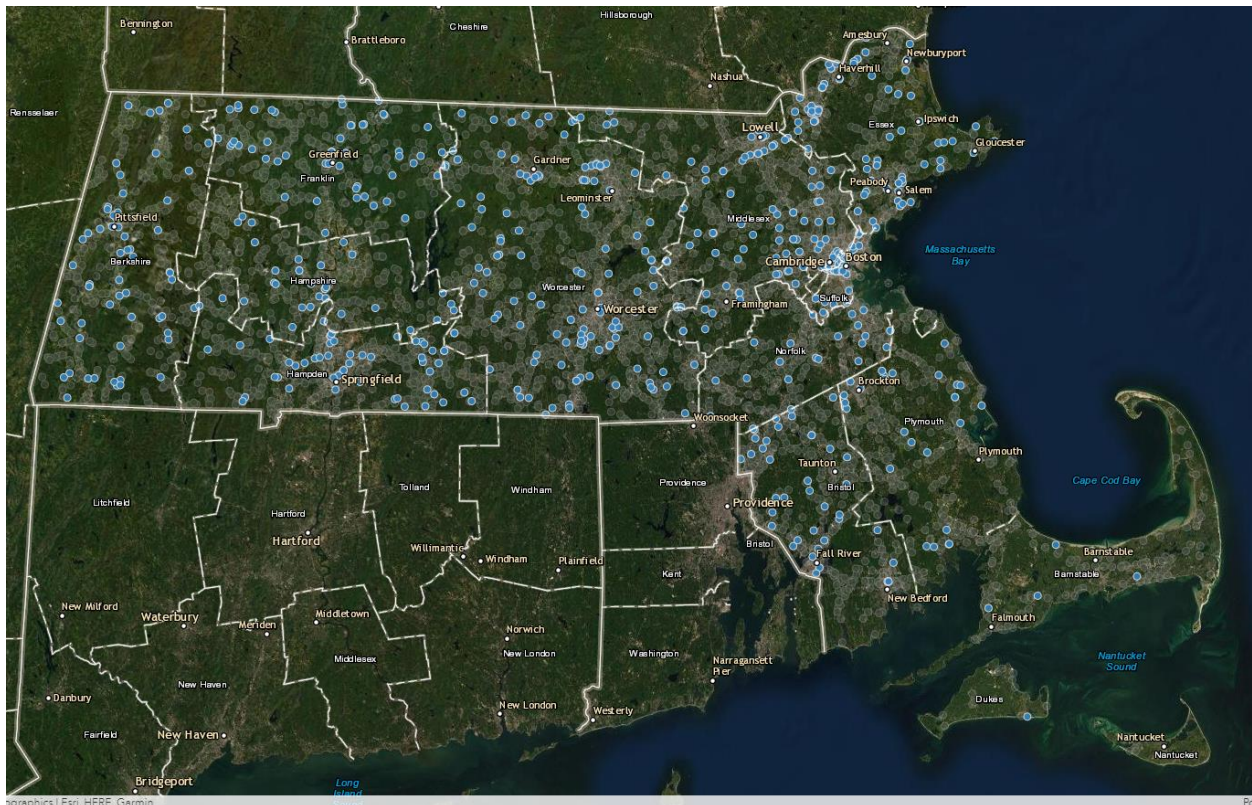 Bennington
Brattleboro
Cheshire
Hillsborough
Amesbury
Newburyport
Haverhill
Nashua
Rensselaer
Ipswich
Essex
Lowell
Gloucester
Greenfield
Gardner
Franklin
Peabody
Salem
Leominster
Pittsfield
Middlesex
Massachusetts
Bay
Berkshire
Cambridge
Boston
Hampshire
Worcester
Suffolk
Framingham
Worcester
Norfolk
Hampden
Springfield
Brockton
Woonsocket
Plymouth
Plymouth
Taunton
Cape Cod Bay
Litchfield
Tolland
Windham
Providence
Bristol
Providence
Hartford
Hartford
Bristol
Fall River
Willimantic
Windham
Plainfield
Barnstable
Kent
Barnstable
New Bedford
New Milford
Waterbury
Meriden
Middletown
Falmouth
Norwich
New London
Middlesex
Washington
Narragansett
Pier
Nantucket
Sound
New Haven
Danbury
Dukes
New London
Westerly
Fairfield
New Haven
Nantucket
Nantucket
Bridgeport
Long
Island
ographics | Esri, HERE, Garmin